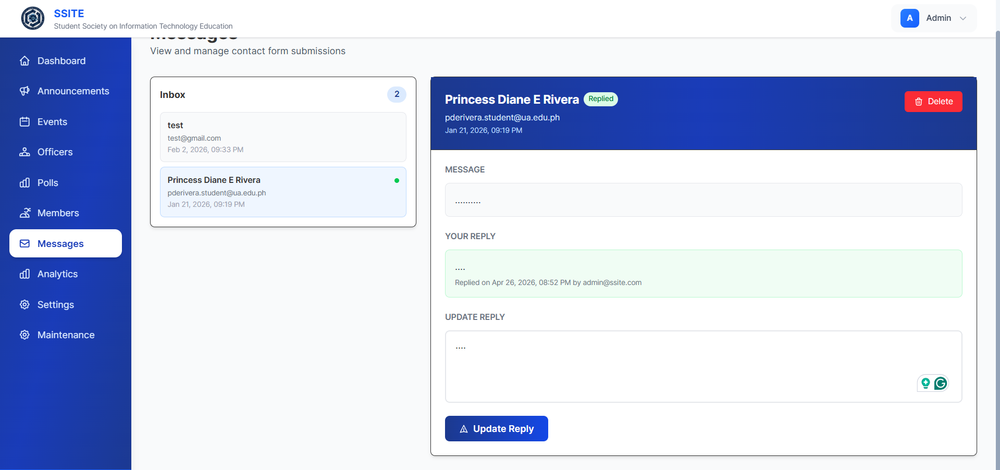 SSITE
Student Society on Information Technology Education
A
Admin
Dashboard
Announcements
Events
Officers
Polls
Members
Messages
Analytics
Settings
Maintenance
Messages
View and manage contact form submissions
Inbox
2
test
test@gmail.com
Feb 2, 2026, 09:33 PM
Princess Diane E Rivera
pderivera.student@ua.edu.ph
Jan 21, 2026, 09:19 PM
Princess Diane E Rivera
Replied
pderivera.student@ua.edu.ph
Jan 21, 2026, 09:19 PM
Delete
MESSAGE
..........
YOUR REPLY
....
Replied on Apr 26, 2026, 08:52 PM by admin@ssite.com
UPDATE REPLY
....
Update Reply